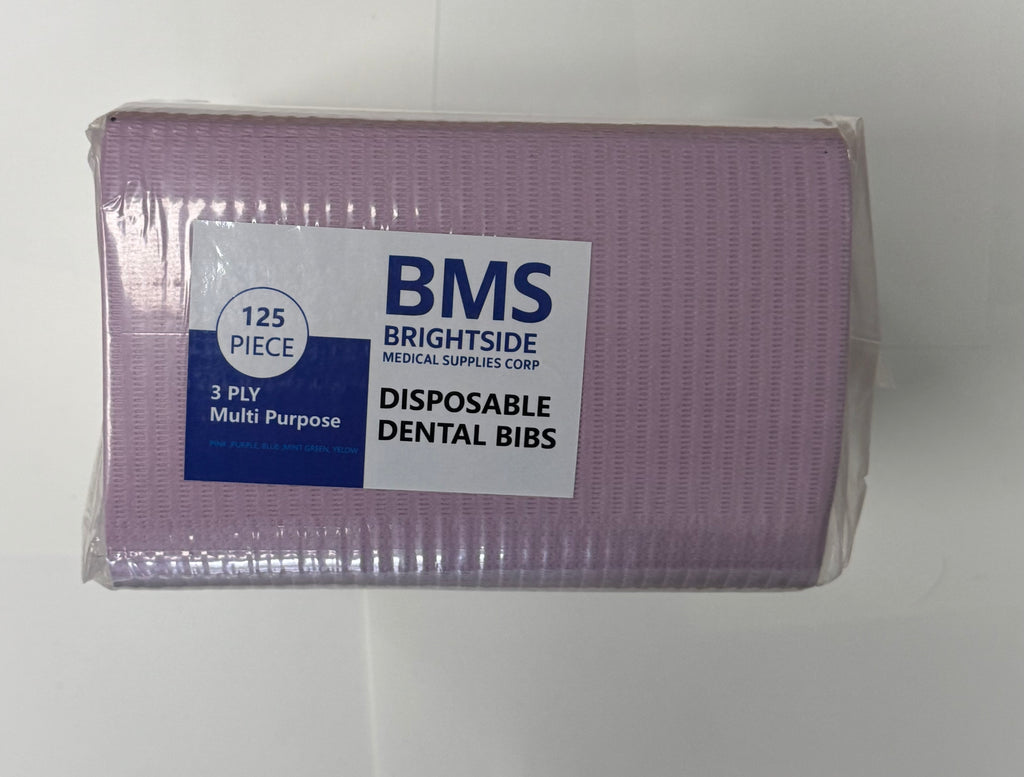 125
PIECE
3 PLY
Multi Purpose
PINK ,PURPLE, BLUE ,MINT GREEN, YELOW
BMS
BRIGHTSIDE
MEDICAL SUPPLIES CORP
DISPOSABLE
DENTAL BIBS